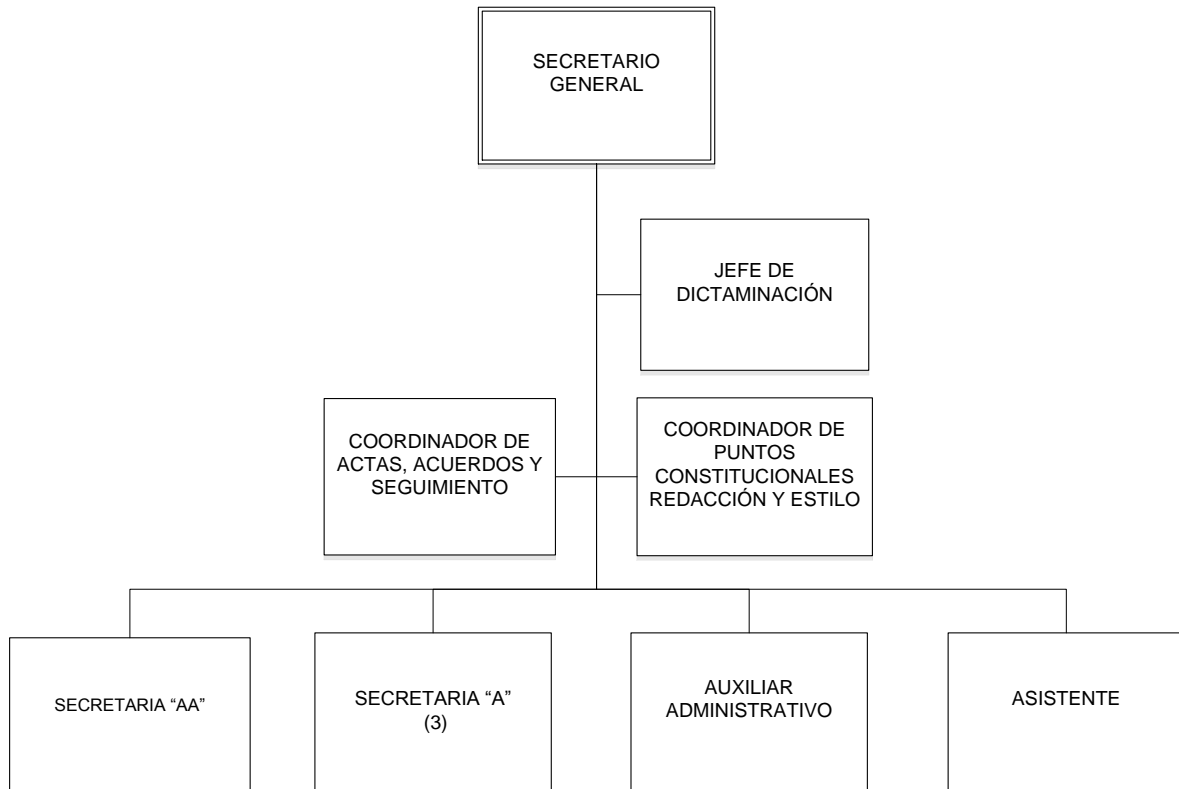 SECRETARIO
GENERAL
JEFE DE
DICTAMINACIÓN
COORDINADOR DE
ACTAS, ACUERDOS Y
SEGUIMIENTO
COORDINADOR DE
PUNTOS
CONSTITUCIONALES
REDACCIÓN Y ESTILO
SECRETARIA “AA”
SECRETARIA “A”
(3)
AUXILIAR
ADMINISTRATIVO
ASISTENTE